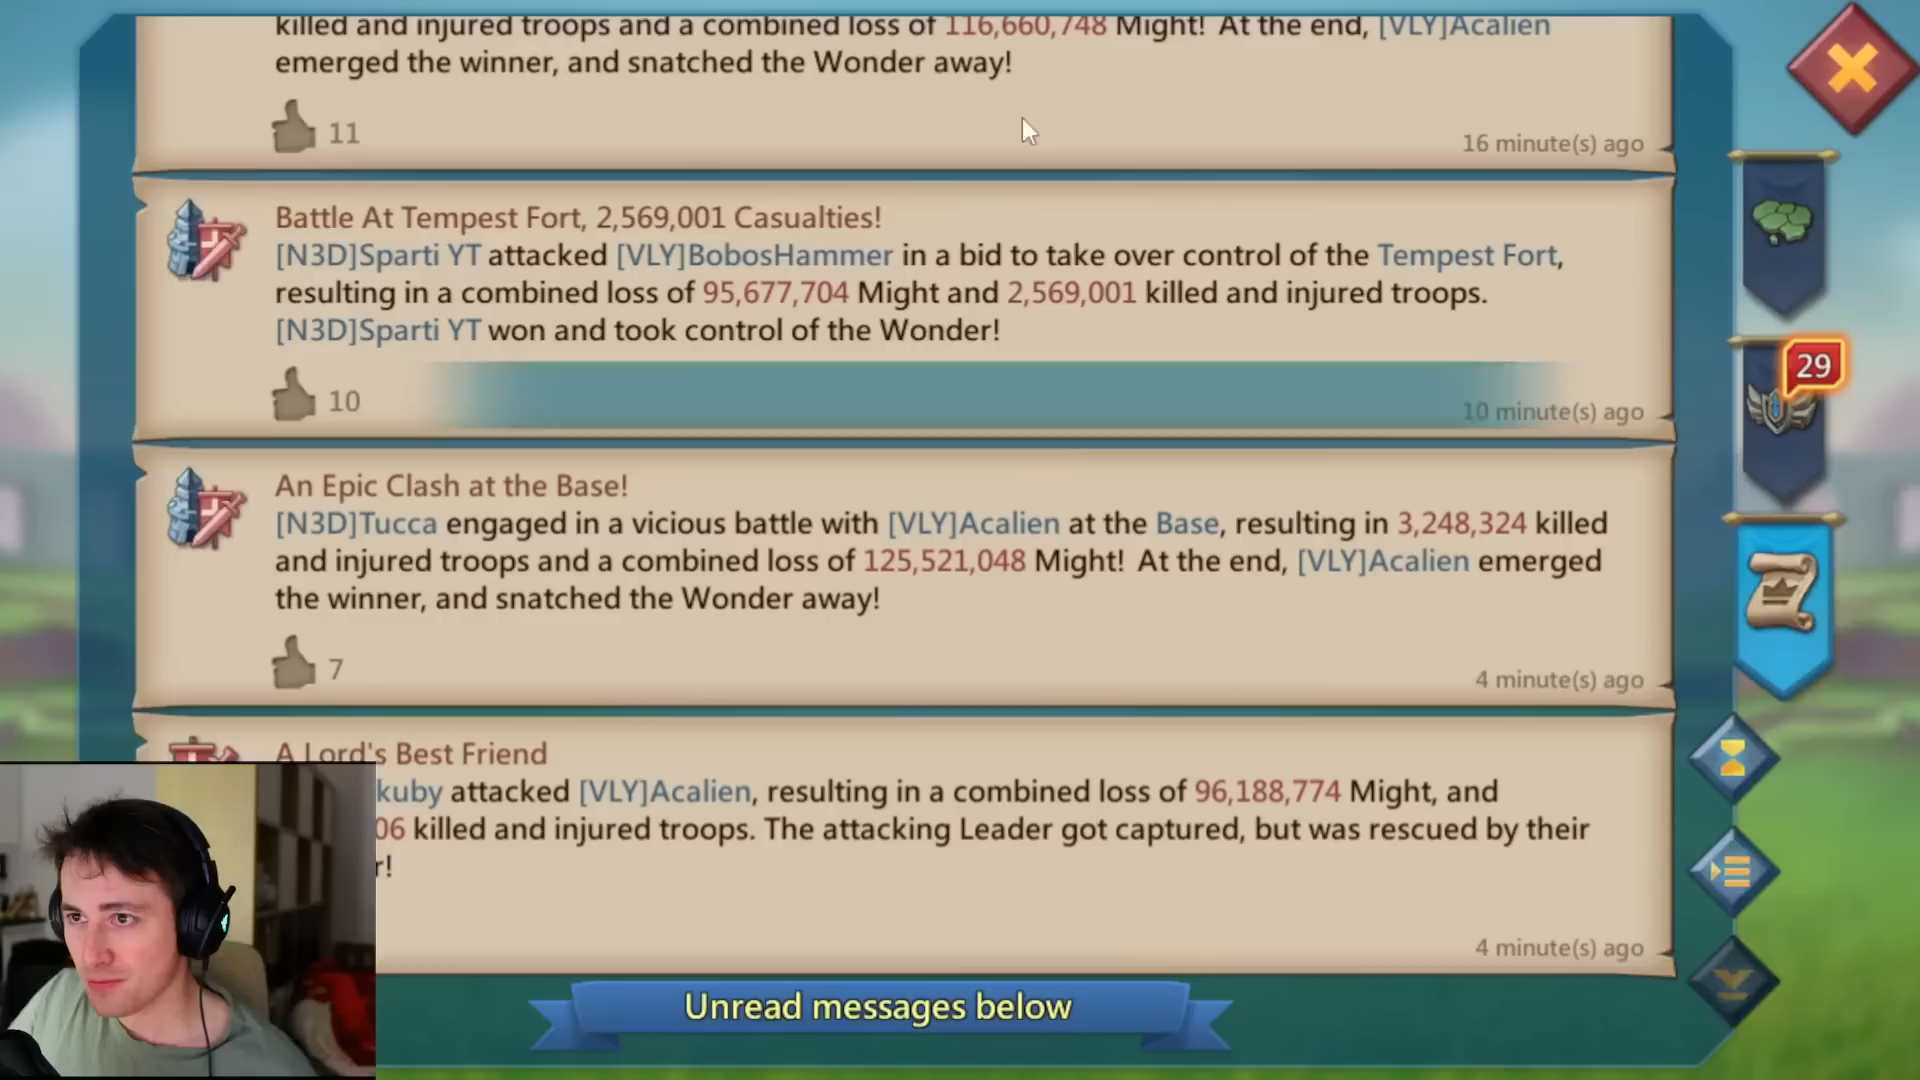 killed and injured troops and a combined loss of 116,660,748 Might! At the end, [VLY]Acalien
emerged the winner, and snatched the Wonder away!
11
16 minute(s) ago
Battle At Tempest Fort, 2,569,001 Casualties!
[N3D]Sparti YT attacked [VLY]BobosHammer in a bid to take over control of the Tempest Fort,
resulting in a combined loss of 95,677,704 Might and 2,569,001 killed and injured troops.
[N3D]Sparti YT won and took control of the Wonder!
10
10 minute(s) ago
29
An Epic Clash at the Base!
[N3D]Tucca engaged in a vicious battle with [VLY]Acalien at the Base, resulting in 3,248,324 killed
and injured troops and a combined loss of 125,521,048 Might! At the end, [VLY]Acalien emerged
the winner, and snatched the Wonder away!
7
4 minute(s) ago
A Lord's Best Friend
kuby attacked [VLY]Acalien, resulting in a combined loss of 96,188,774 Might, and
06 killed and injured troops. The attacking Leader got captured, but was rescued by their
r!
4 minute(s) ago
Unread messages below